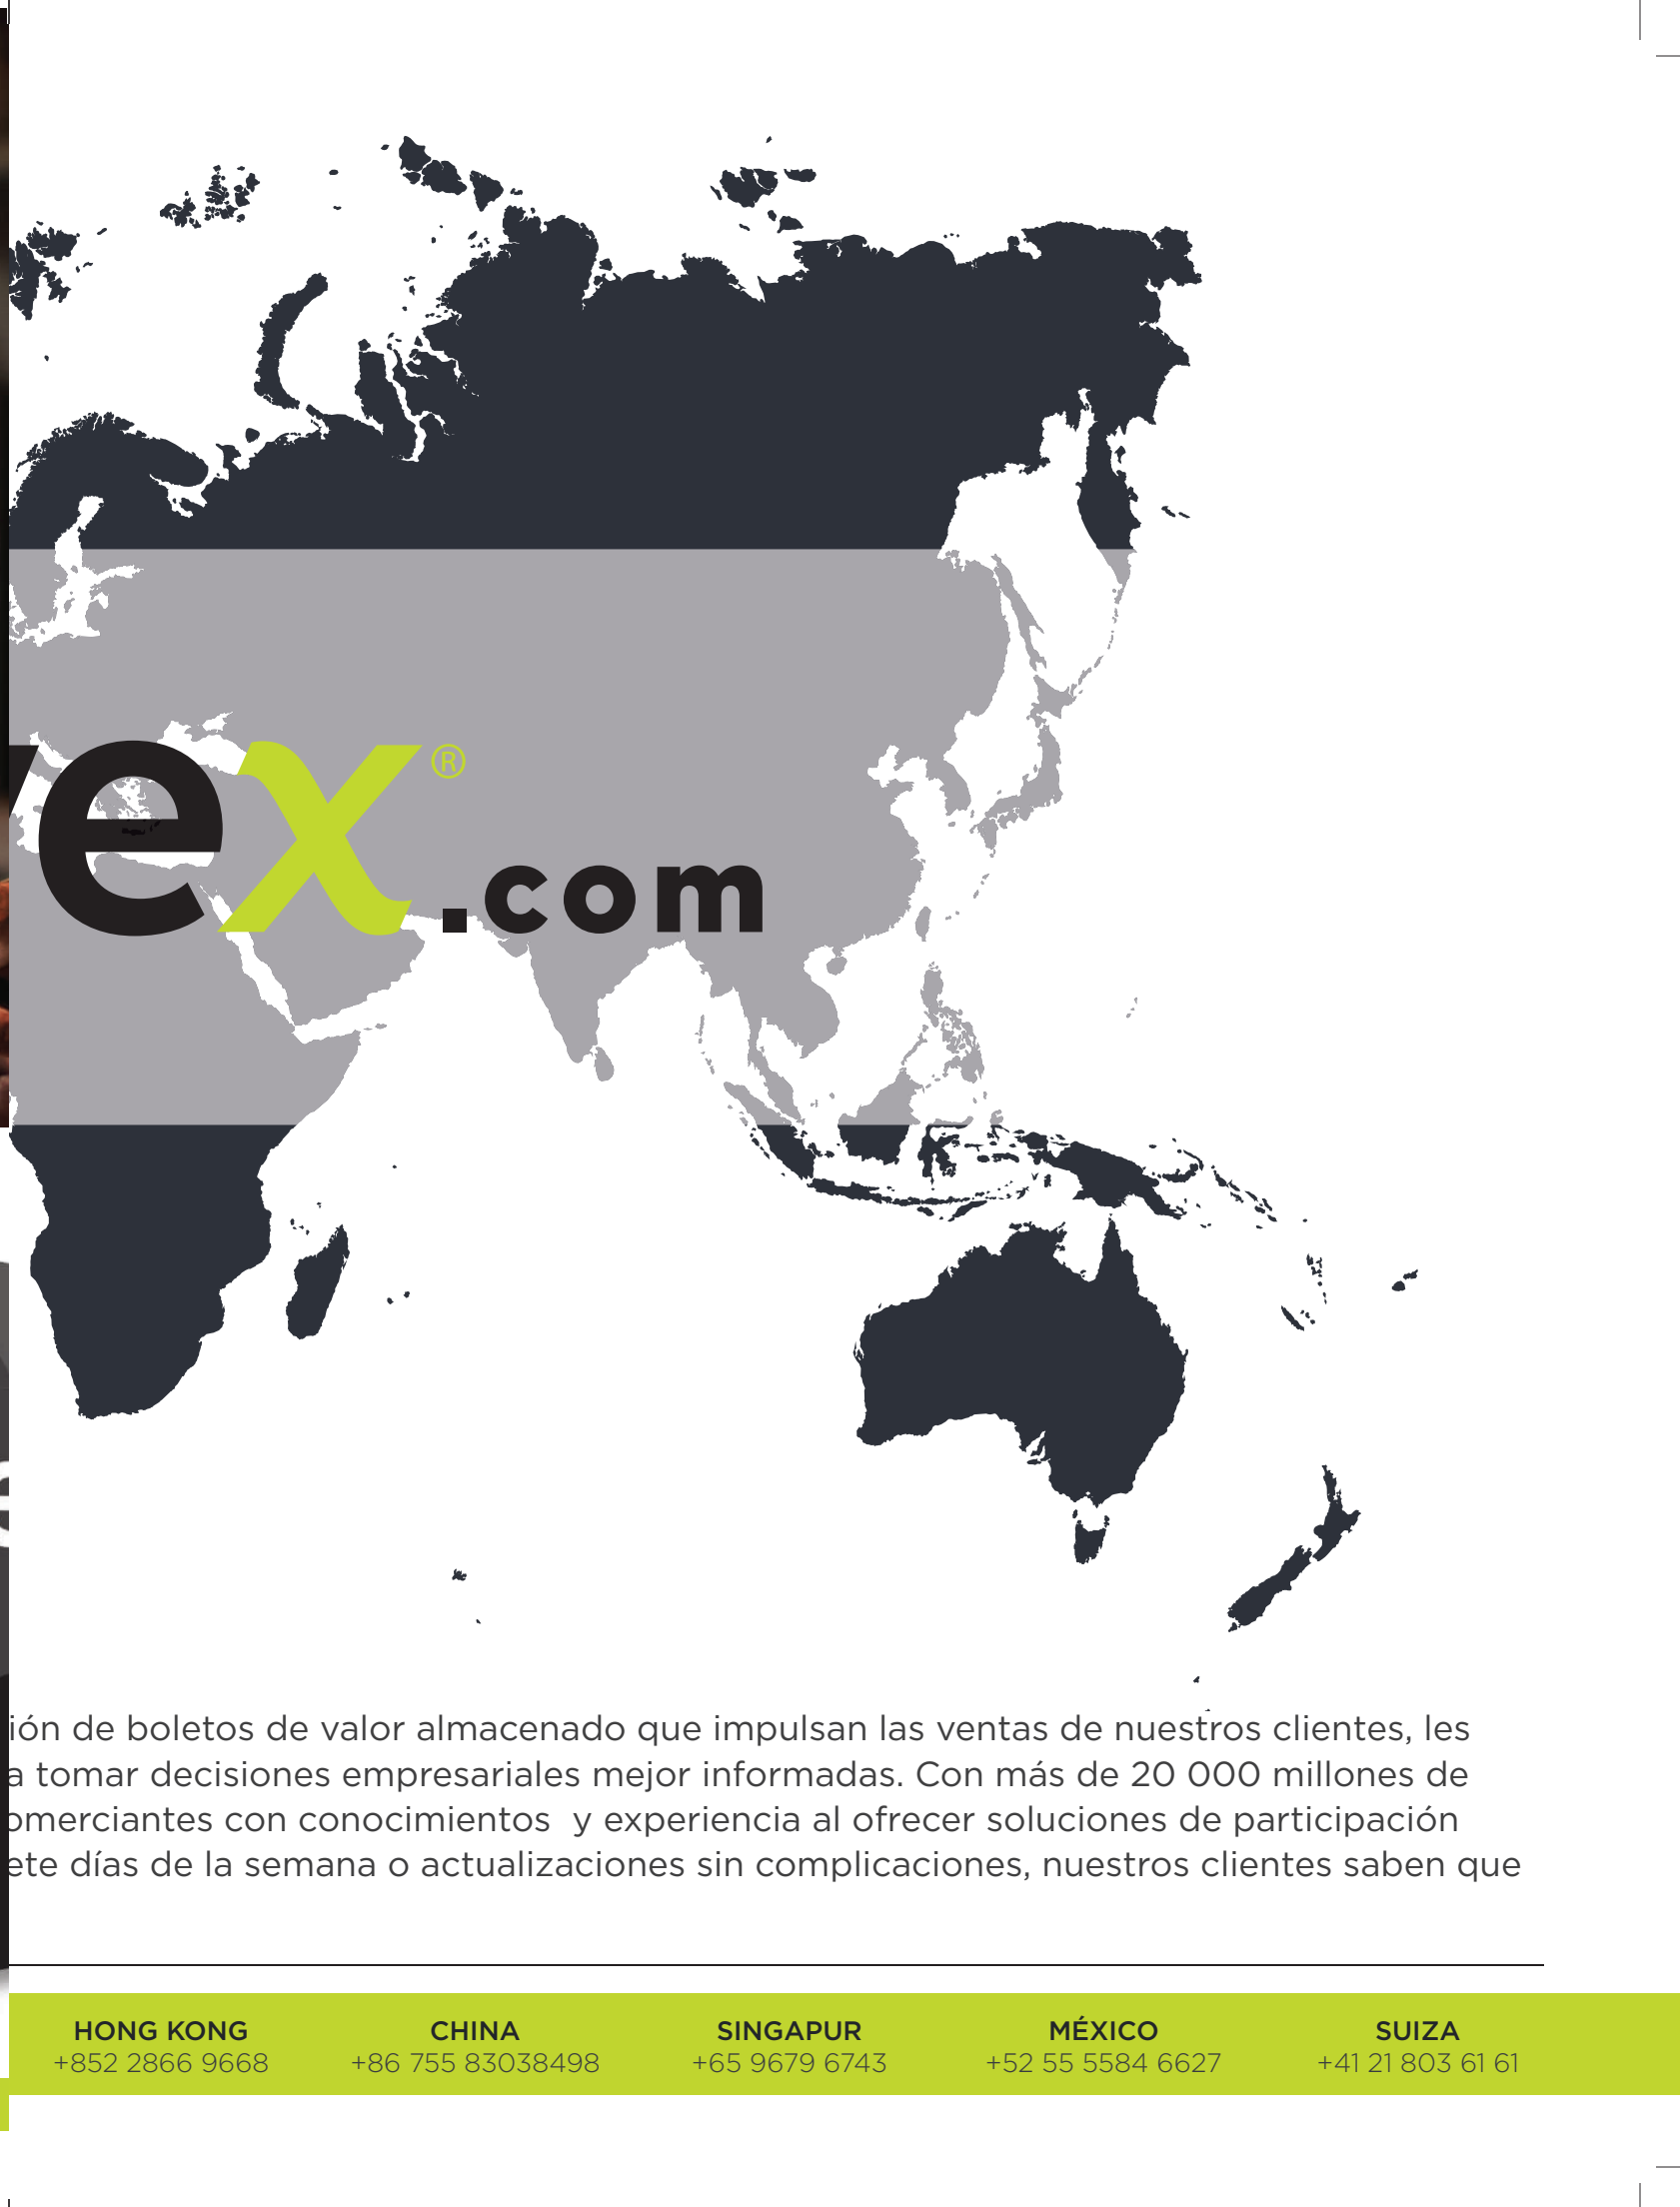 ex® .com
de boletos de valor almacenado que impulsan las ventas de nuestros clientes, les
a tomar decisiones empresariales mejor informadas. Con más de 20 000 millones de
con conocimientos y experiencia al ofrecer soluciones de participación
días de la semana o actualizaciones sin complicaciones, nuestros clientes saben que
HONG KONG
+852 2866 9668
CHINA
+86 755 83038498
SINGAPUR
+65 9679 6743
MÉXICO
+52 55 5584 6627
SUIZA
+41 21 803 61 61